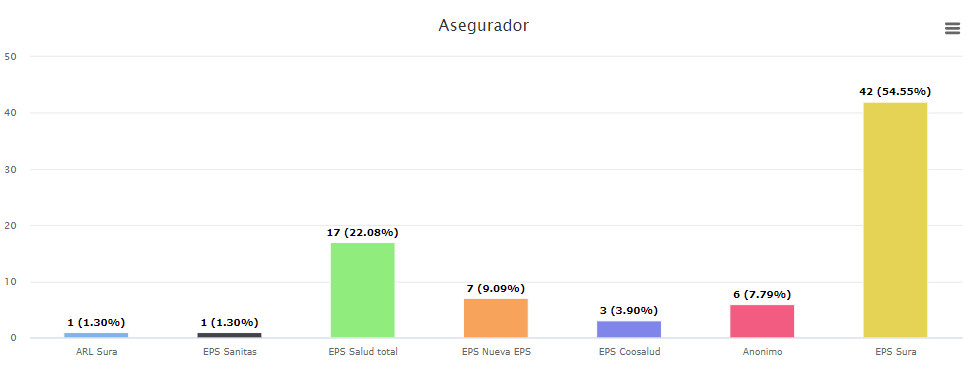 Asegurador
50
42 (54.55%)
40
30
17 (22.08%)
20
7 (9.09%)
6 (7.79%)
10
3 (3.90%)
1 (1.30%)
1 (1.30%)
0
ARL Sura
EPS Sanitas
EPS Salud total
EPS Nueva EPS
EPS Coosalud
Anonimo
EPS Sura